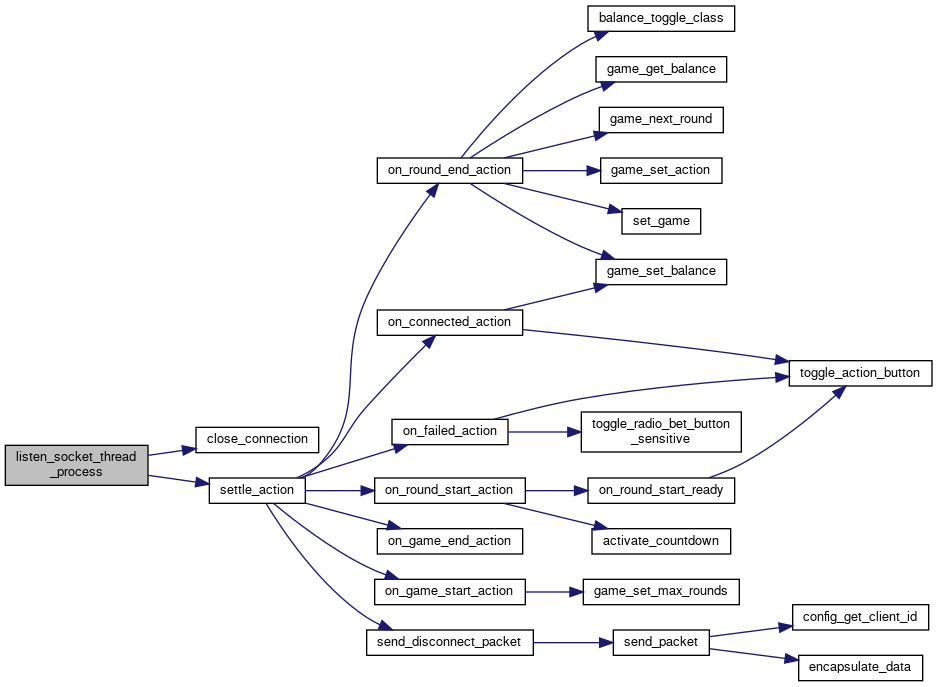 balance_toggle_class
game_get_balance
game_next_round
on_round_end_action
game_set_action
set_game
game_set_balance
on_connected_action
toggle_action_button
on_failed_action
toggle_radio_bet_button
_sensitive
close_connection
listen_socket_thread
_process
settle_action
on_round_start_action
on_round_start_ready
on_game_end_action
activate_countdown
on_game_start_action
game_set_max_rounds
config_get_client_id
send_disconnect_packet
send_packet
encapsulate_data